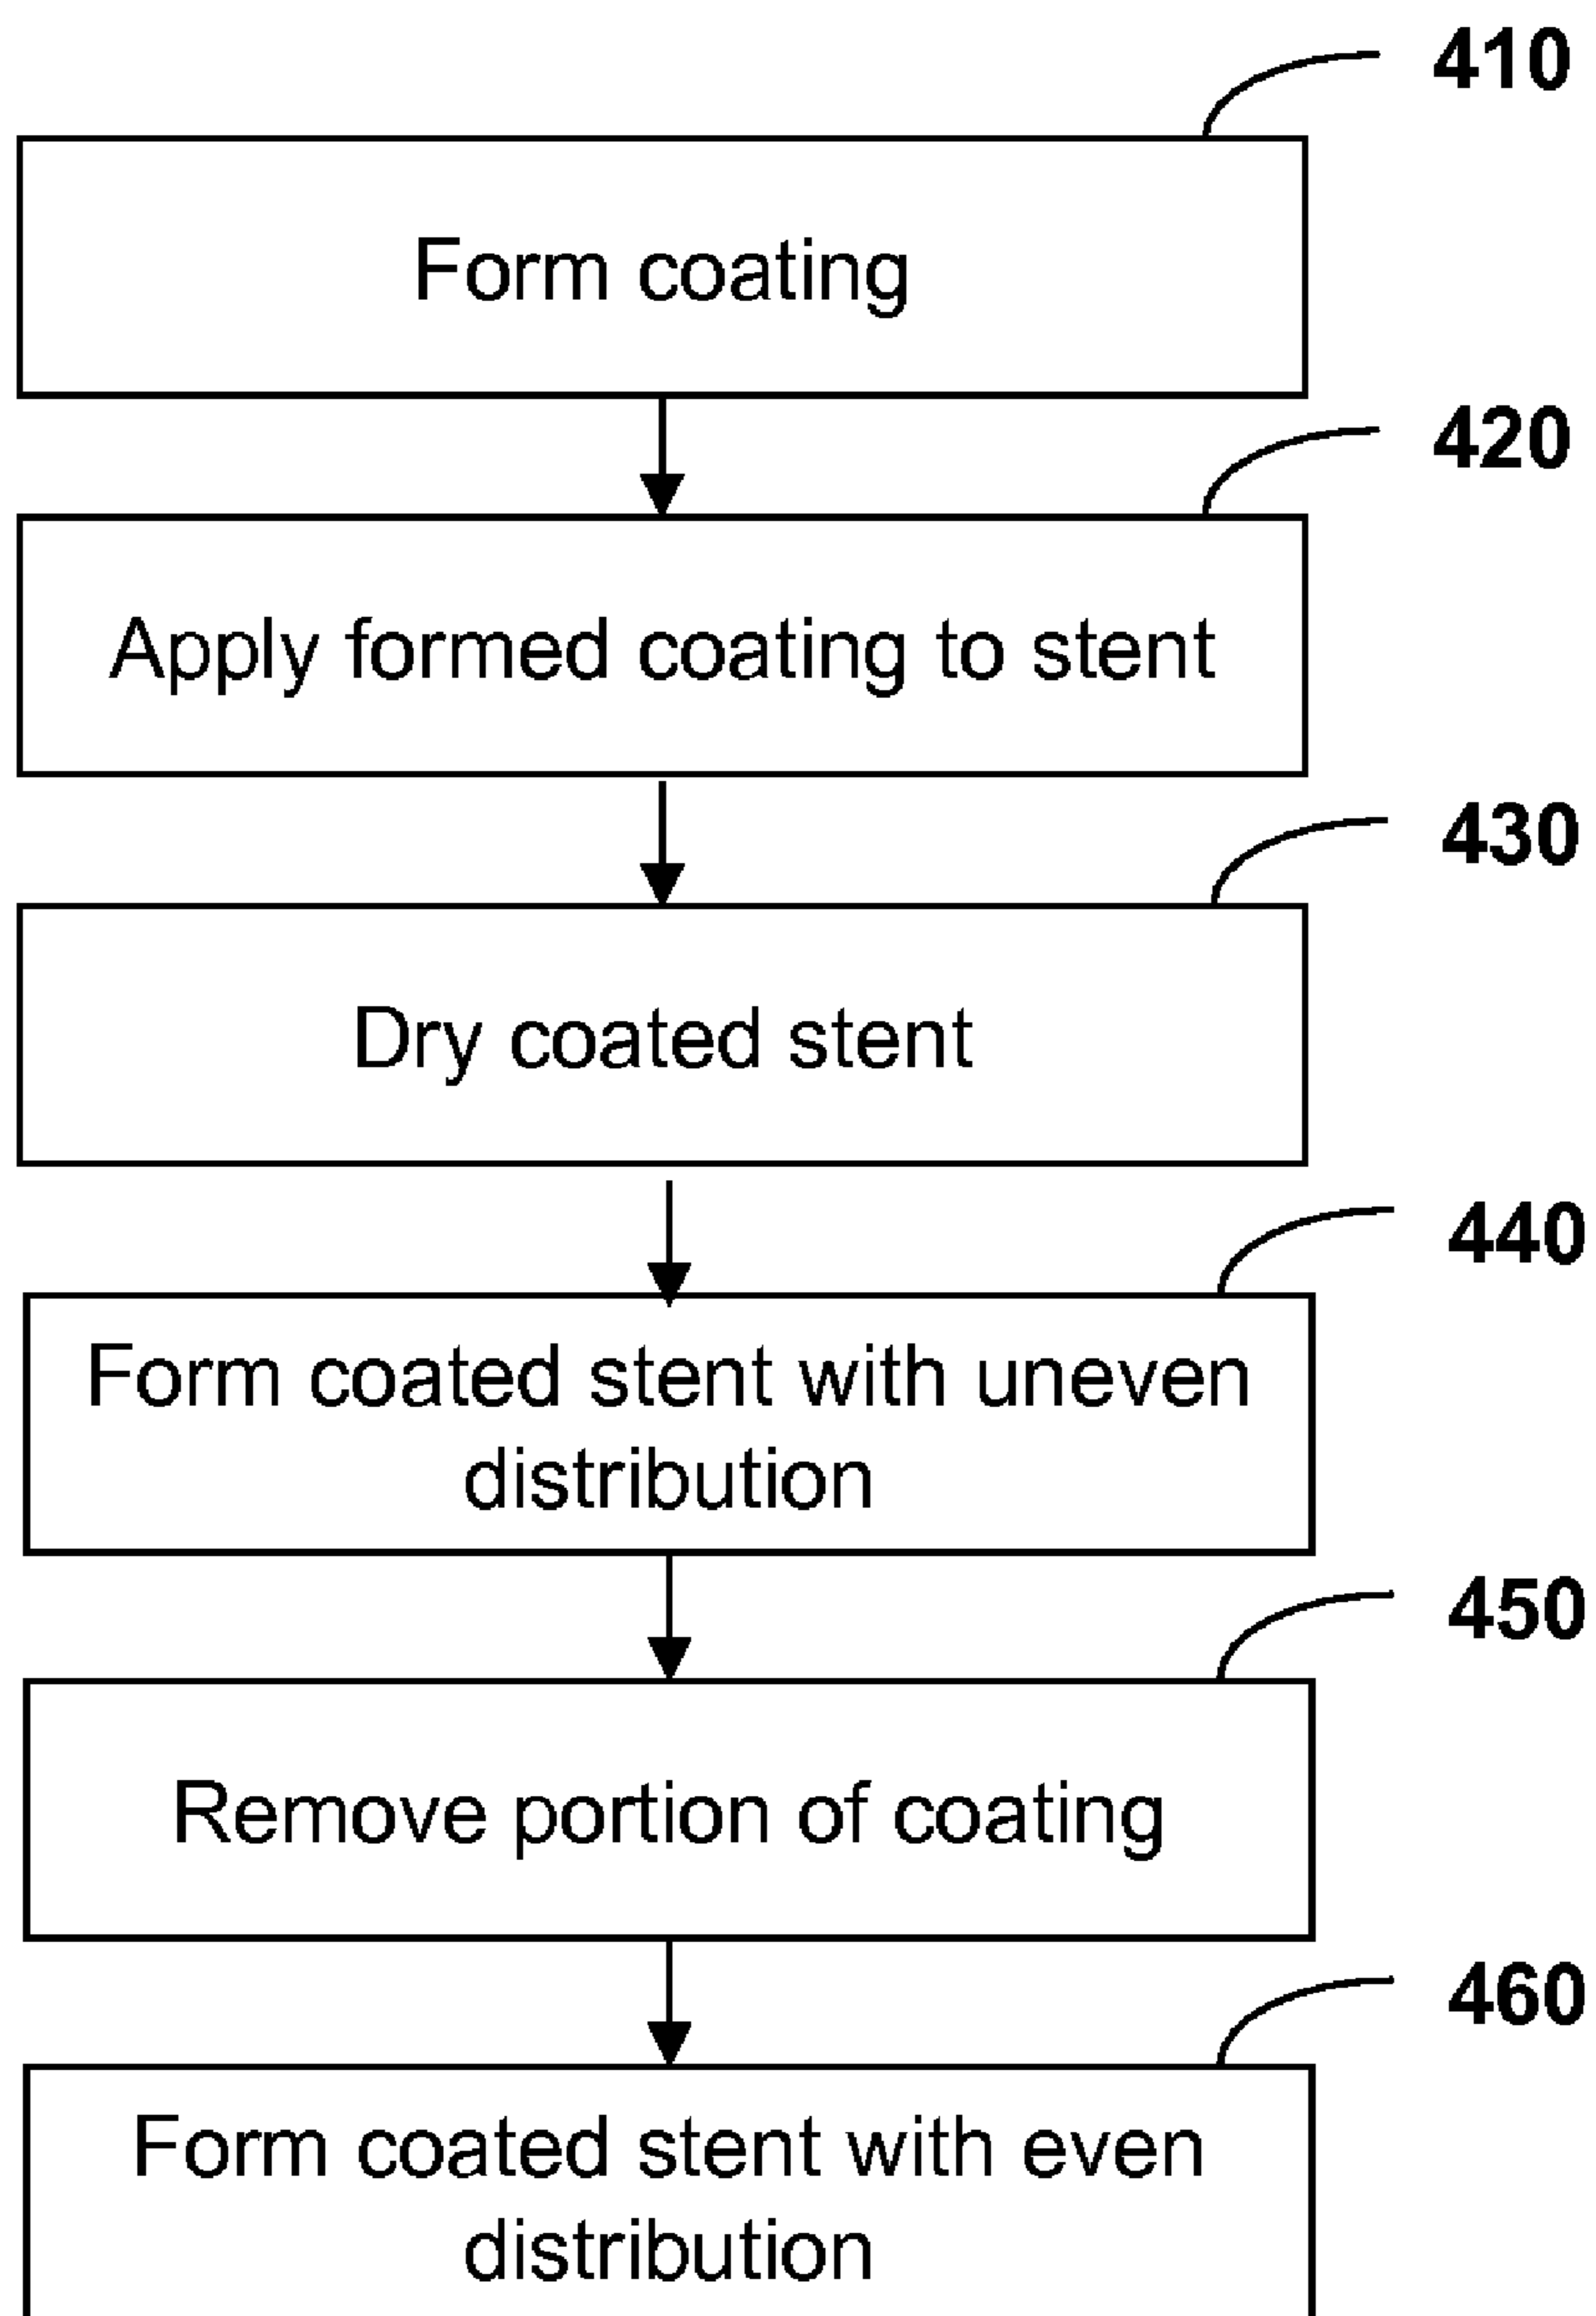 410
Form coating
420
Apply formed coating to stent
430
Dry coated stent
440
Form coated stent with uneven
distribution
450
Remove portion of coating
460
Form coated stent with even
distribution